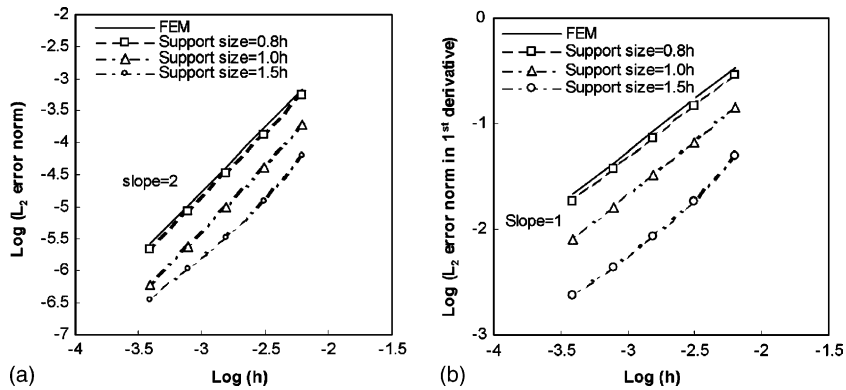 FEM
Support size=0.8h
Support size=1.0h
Support size=1.5h
slope=2
Log (L2 error norm)
-1
-1.5
-2
-2.5
-3
-3.5
-4
-4.5
-5
-5.5
-6
-6.5
-7
-4
-3.5
-3
-2.5
-2
-1.5
Log (h)
(a)
FEM
Support size=0.8h
Support size=1.0h
Support size=1.5h
Slope=1
Log (L2 error norm in 1st derivative)
0
-1
-2
-3
-4
-3.5
-3
-2.5
-2
-1.5
Log (h)
(b)